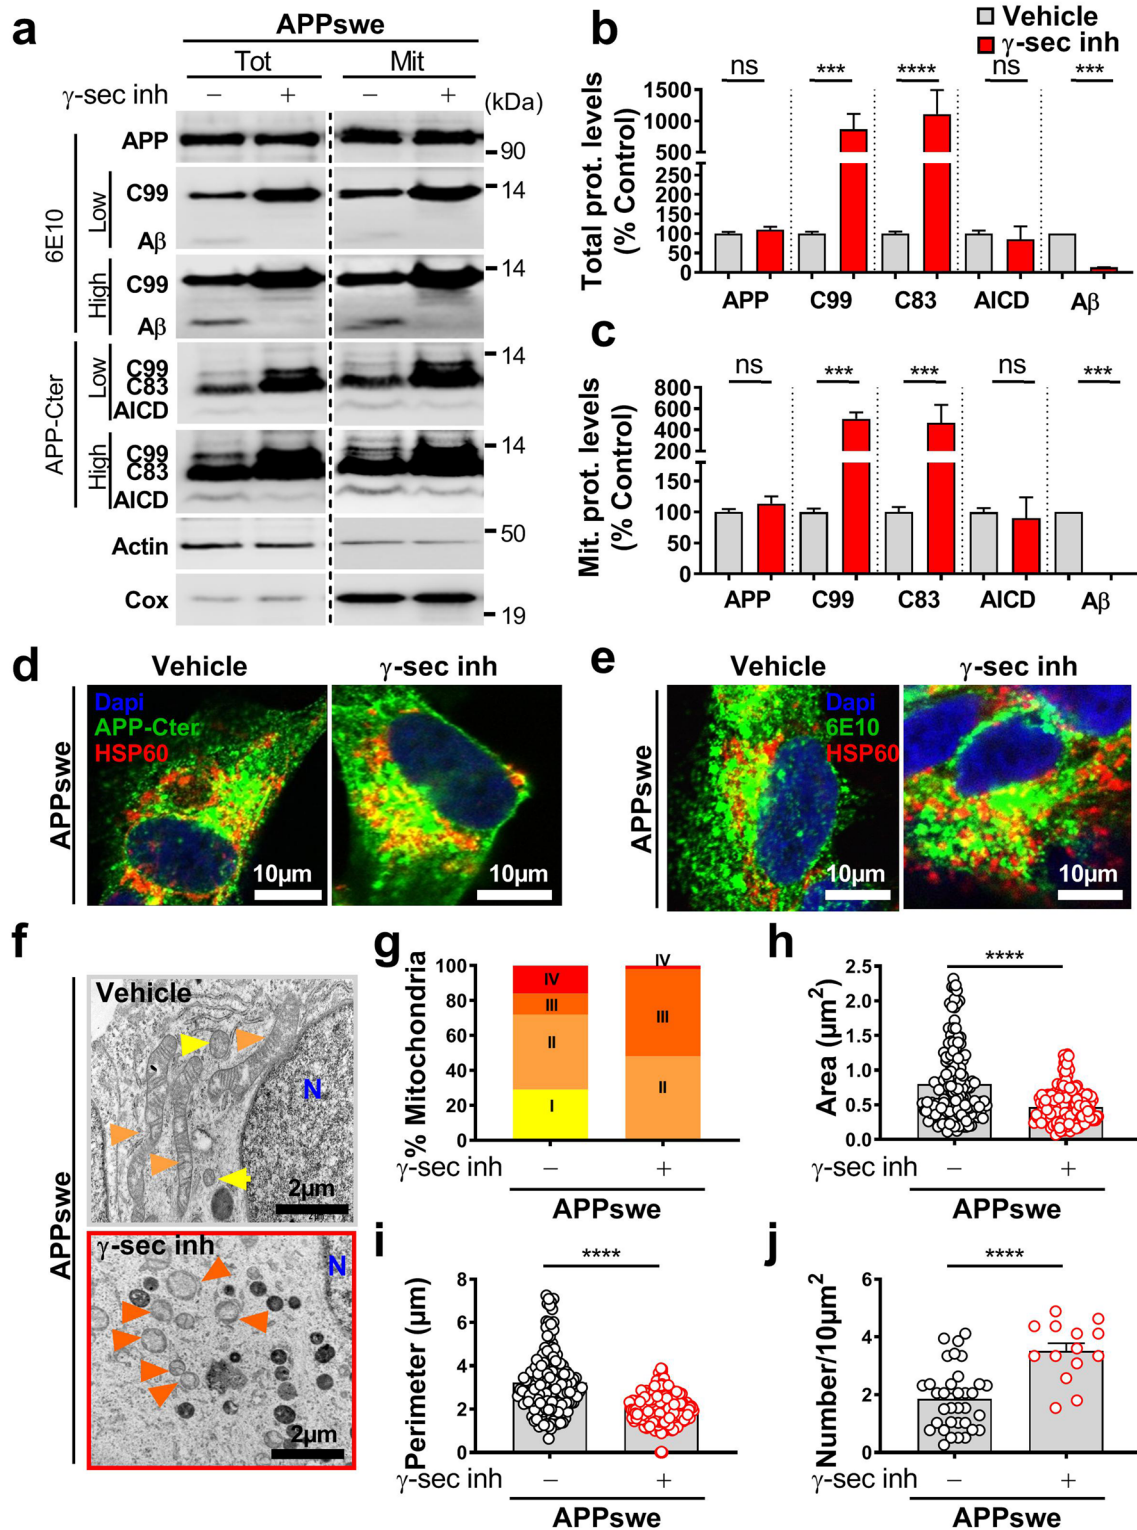 a
APPswe
Tot Mit
γ-sec inh − + − + (kDa)
APP
90
6E10
Low
C99
14
Aβ
High
C99
14
Aβ
APP-Cter
Low
C99
14
C83
AICD
High
C99
14
C83
AICD
Actin
50
Cox
19
b
Vehicle
γ-sec inh
ns *** **** ns ***
Total prot. levels
(% Control)
1500
1000
500
250
200
150
100
50
0
APP C99 C83 AICD Aβ
c
ns *** *** ns ***
Mit. prot. levels
(% Control)
800
600
400
200
150
100
50
0
APP C99 C83 AICD Aβ
d
Vehicle γ-sec inh
APPswe
Dapi
APP-Cter
HSP60
10µm 10µm
e
Vehicle γ-sec inh
APPswe
Dapi
6E10
HSP60
10µm 10µm
f
APPswe
Vehicle
N
2µm
γ-sec inh
N
2µm
g
% Mitochondria
100
80
60
40
20
0
IV
III
II
I
IV
III
II
γ-sec inh − +
APPswe
h
****
Area (µm²)
2.5
2.0
1.5
1.0
0.5
0.0
γ-sec inh − +
APPswe
i
****
Perimeter (µm)
8
6
4
2
0
γ-sec inh − +
APPswe
j
****
Number/10µm²
6
4
2
0
γ-sec inh − +
APPswe